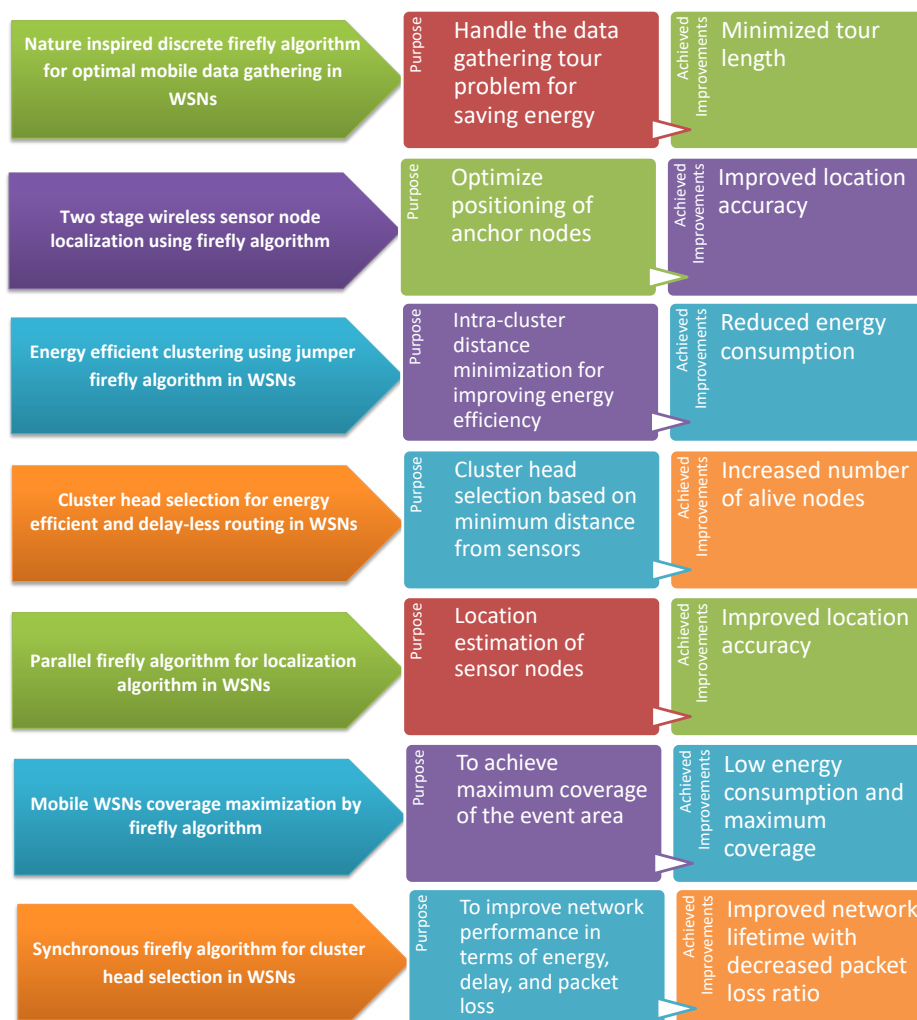 Nature inspired discrete firefly algorithm
for optimal mobile data gathering in
WSNs
Purpose
Handle the data
gathering tour
problem for
saving energy
Achieved
Improvements
Minimized tour
length
Two stage wireless sensor node
localization using firefly algorithm
Purpose
Optimize
positioning of
anchor nodes
Achieved
Improvements
Improved location
accuracy
Energy efficient clustering using jumper
firefly algorithm in WSNs
Purpose
Intra-cluster
distance
minimization for
improving energy
efficiency
Achieved
Improvements
Reduced energy
consumption
Cluster head selection for energy
efficient and delay-less routing in WSNs
Purpose
Cluster head
selection based on
minimum distance
from sensors
Achieved
Improvements
Increased number
of alive nodes
Parallel firefly algorithm for localization
algorithm in WSNs
Purpose
Location
estimation of
sensor nodes
Achieved
Improvements
Improved location
accuracy
Mobile WSNs coverage maximization by
firefly algorithm
Purpose
To achieve
maximum coverage
of the event area
Achieved
Improvements
Low energy
consumption and
maximum
coverage
Synchronous firefly algorithm for cluster
head selection in WSNs
Purpose
To improve network
performance in
terms of energy,
delay, and packet
loss
Achieved
Improvements
Improved network
lifetime with
decreased packet
loss ratio